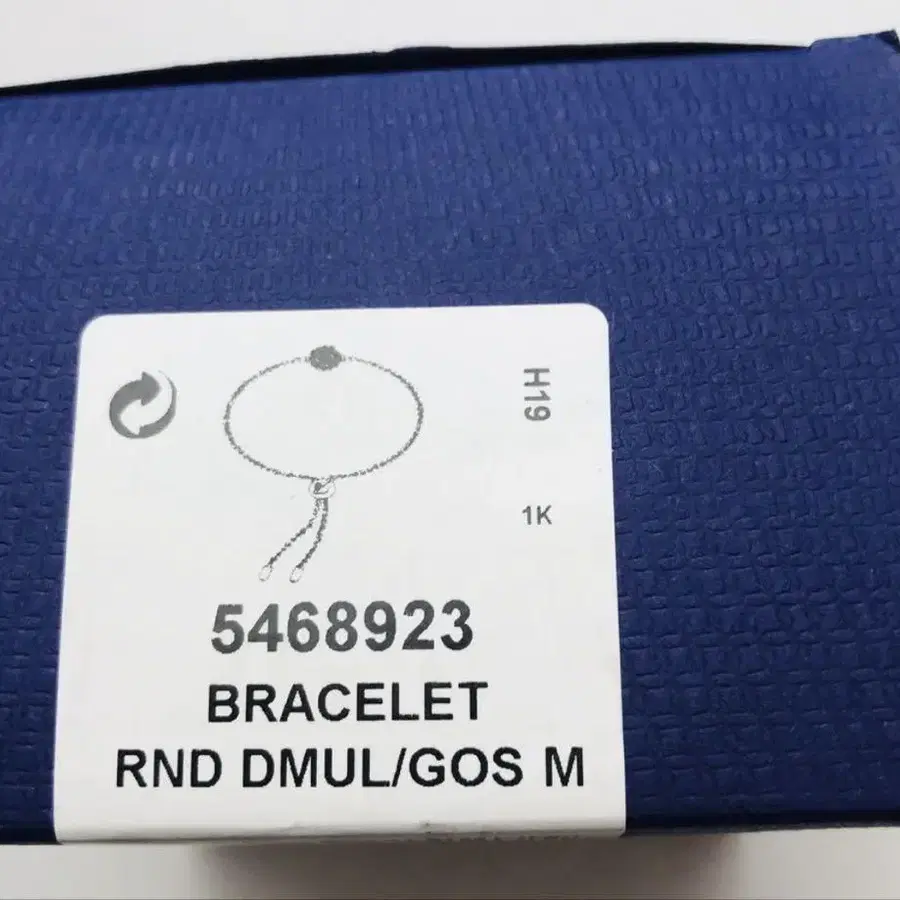 H19
1K
5468923
BRACELET
RND DMUL/GOS M